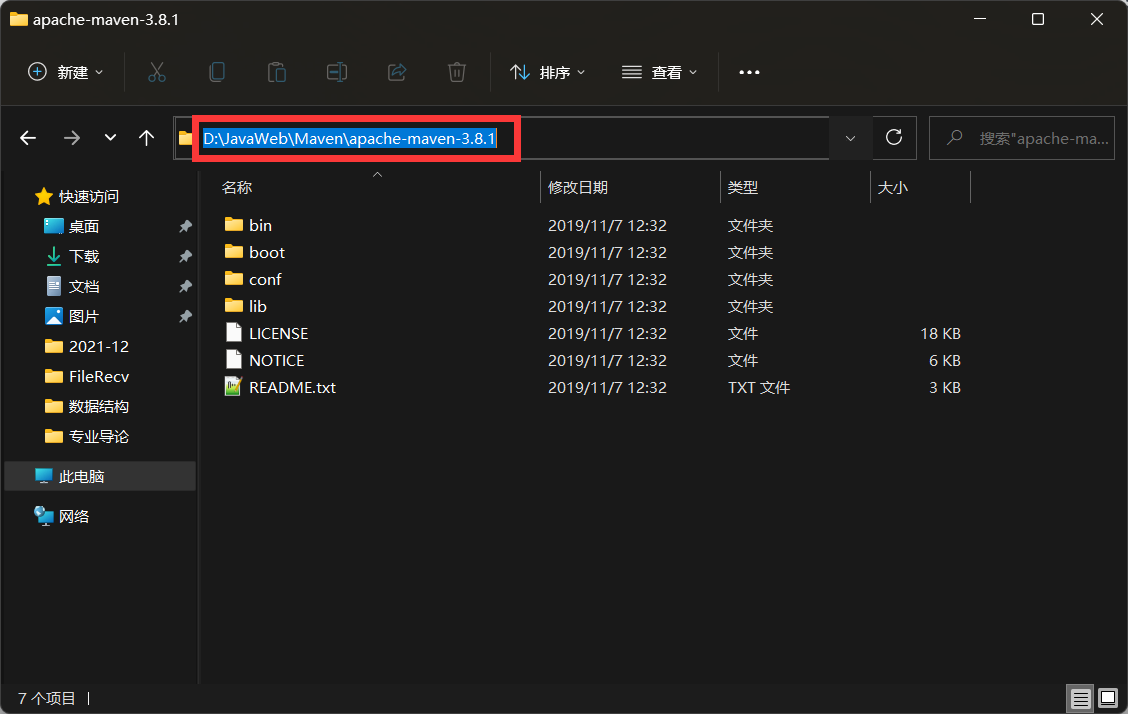 apache-maven-3.8.1
新建 排序 查看
D:\JavaWeb\Maven\apache-maven-3.8.1 搜索"apache-ma...
名称 修改日期 类型 大小
快速访问
桌面
下载
文档
图片
2021-12
FileRecv
数据结构
专业导论
此电脑
网络
bin 2019/11/7 12:32 文件夹
boot 2019/11/7 12:32 文件夹
conf 2019/11/7 12:32 文件夹
lib 2019/11/7 12:32 文件夹
LICENSE 2019/11/7 12:32 文件 18 KB
NOTICE 2019/11/7 12:32 文件 6 KB
README.txt 2019/11/7 12:32 TXT 文件 3 KB
7 个项目